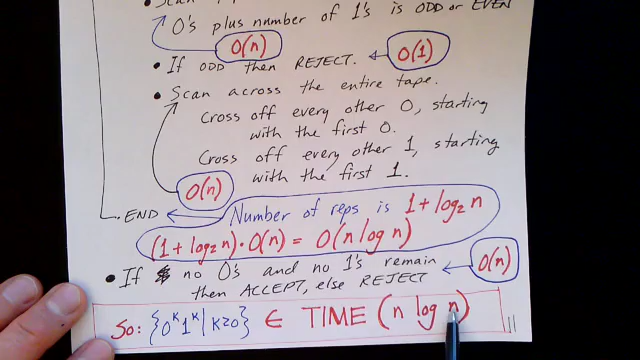 0's plus number of 1's is ODD or EVEN
O(n)
• If ODD then REJECT. O(1)
• Scan across the entire tape.
Cross off every other 0, starting
with the first 0.
Cross off every other 1, starting
with the first 1.
O(n)
END Number of reps is 1 + log₂ n
(1 + log₂ n) · O(n) = O(n log n)
• If no 0's and no 1's remain O(n)
then ACCEPT, else REJECT
So: {0ᵏ1ᵏ | k≥0} ∈ TIME (n log n)